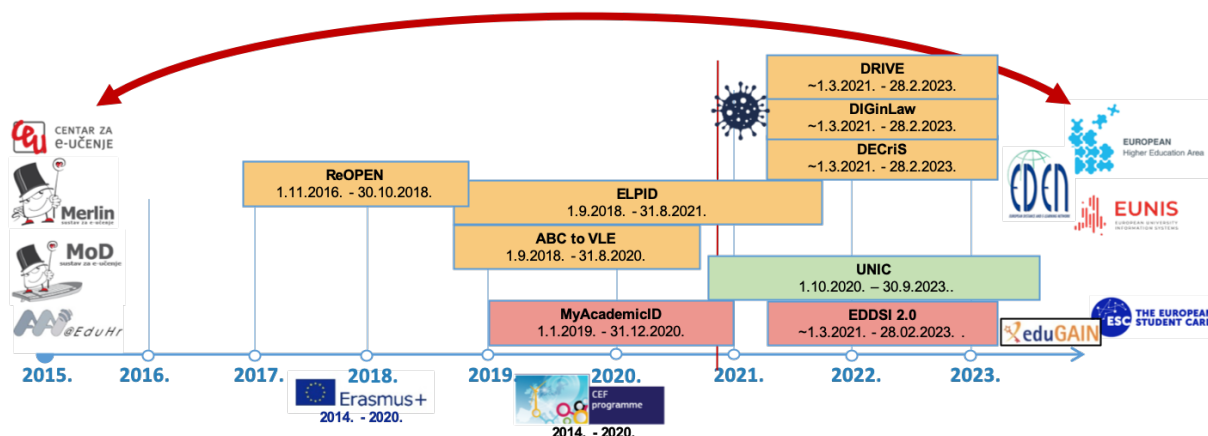 DRIVE
~1.3.2021. - 28.2.2023.
DIGinLaw
~1.3.2021. - 28.2.2023.
DECriS
~1.3.2021. - 28.2.2023.
CENTAR ZA
e-UČENJE
Merlin
sustav za e-učenje
MoD
sustav za e-učenje
@EduHr
ReOPEN
1.11.2016. - 30.10.2018.
ELPID
1.9.2018. - 31.8.2021.
ABC to VLE
1.9.2018. - 31.8.2020.
UNIC
1.10.2020. – 30.9.2023..
MyAcademicID
1.1.2019. - 31.12.2020.
EDDSI 2.0
~1.3.2021. - 28.02.2023. .
EUROPEAN
Higher Education Area
EDEN
EUROPEAN DISTANCE AND E-LEARNING NETWORK
EUNIS
EUROPEAN UNIVERSITY
INFORMATION SYSTEMS
ESC
THE EUROPEAN
STUDENT CARD
eduGAIN
2015. 2016. 2017. 2018. 2019. 2020. 2021. 2022. 2023.
Erasmus+
2014. - 2020.
CEF
programme
2014. - 2020.